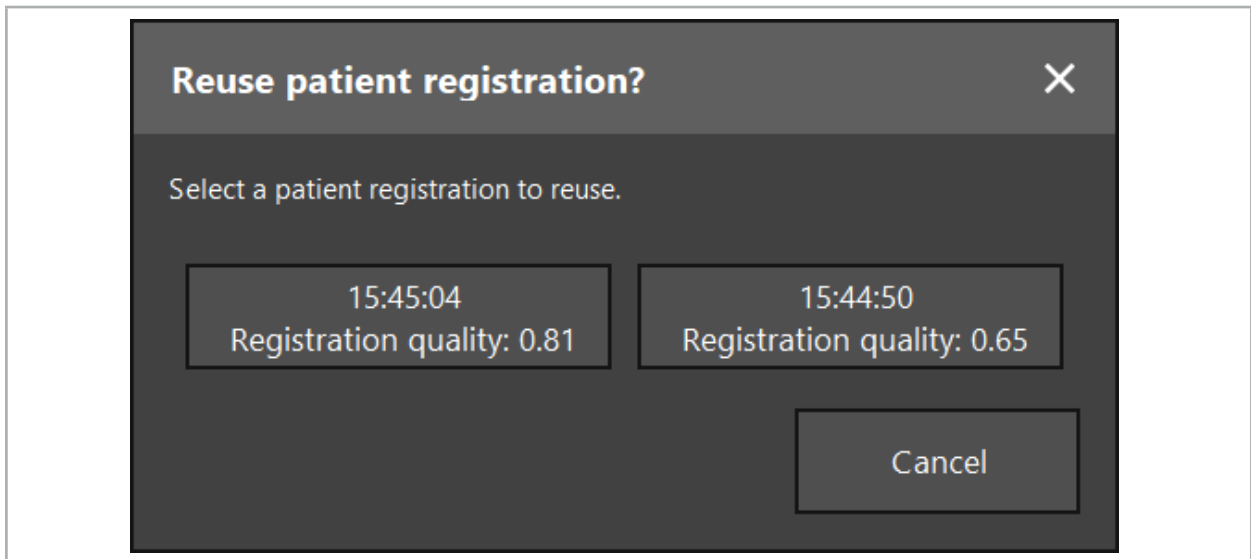 Reuse patient registration?
Select a patient registration to reuse.
15:45:04
Registration quality: 0.81
15:44:50
Registration quality: 0.65
Cancel